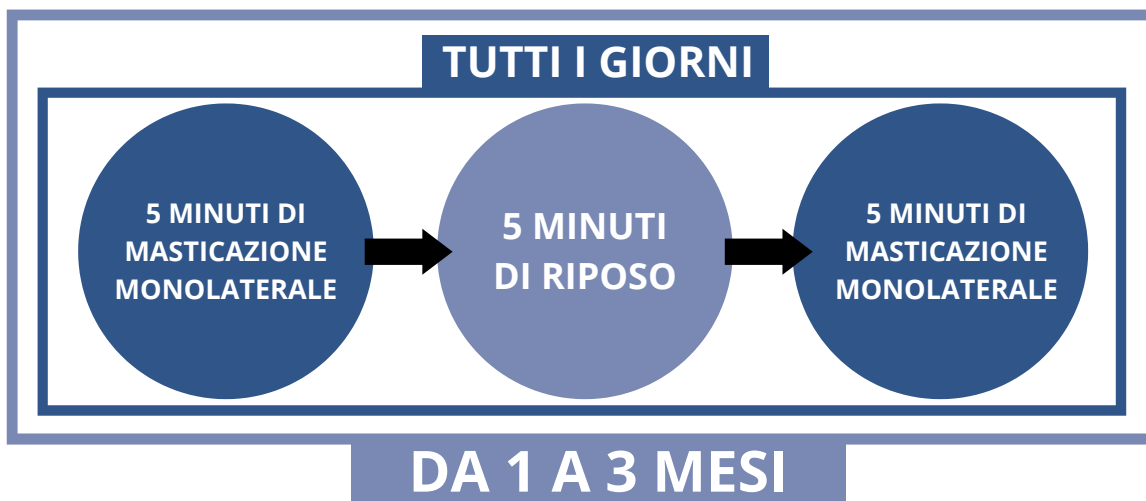 TUTTI I GIORNI
5 MINUTI DI
MASTICAZIONE
MONOLATERALE
5 MINUTI
DI RIPOSO
5 MINUTI DI
MASTICAZIONE
MONOLATERALE
DA 1 A 3 MESI